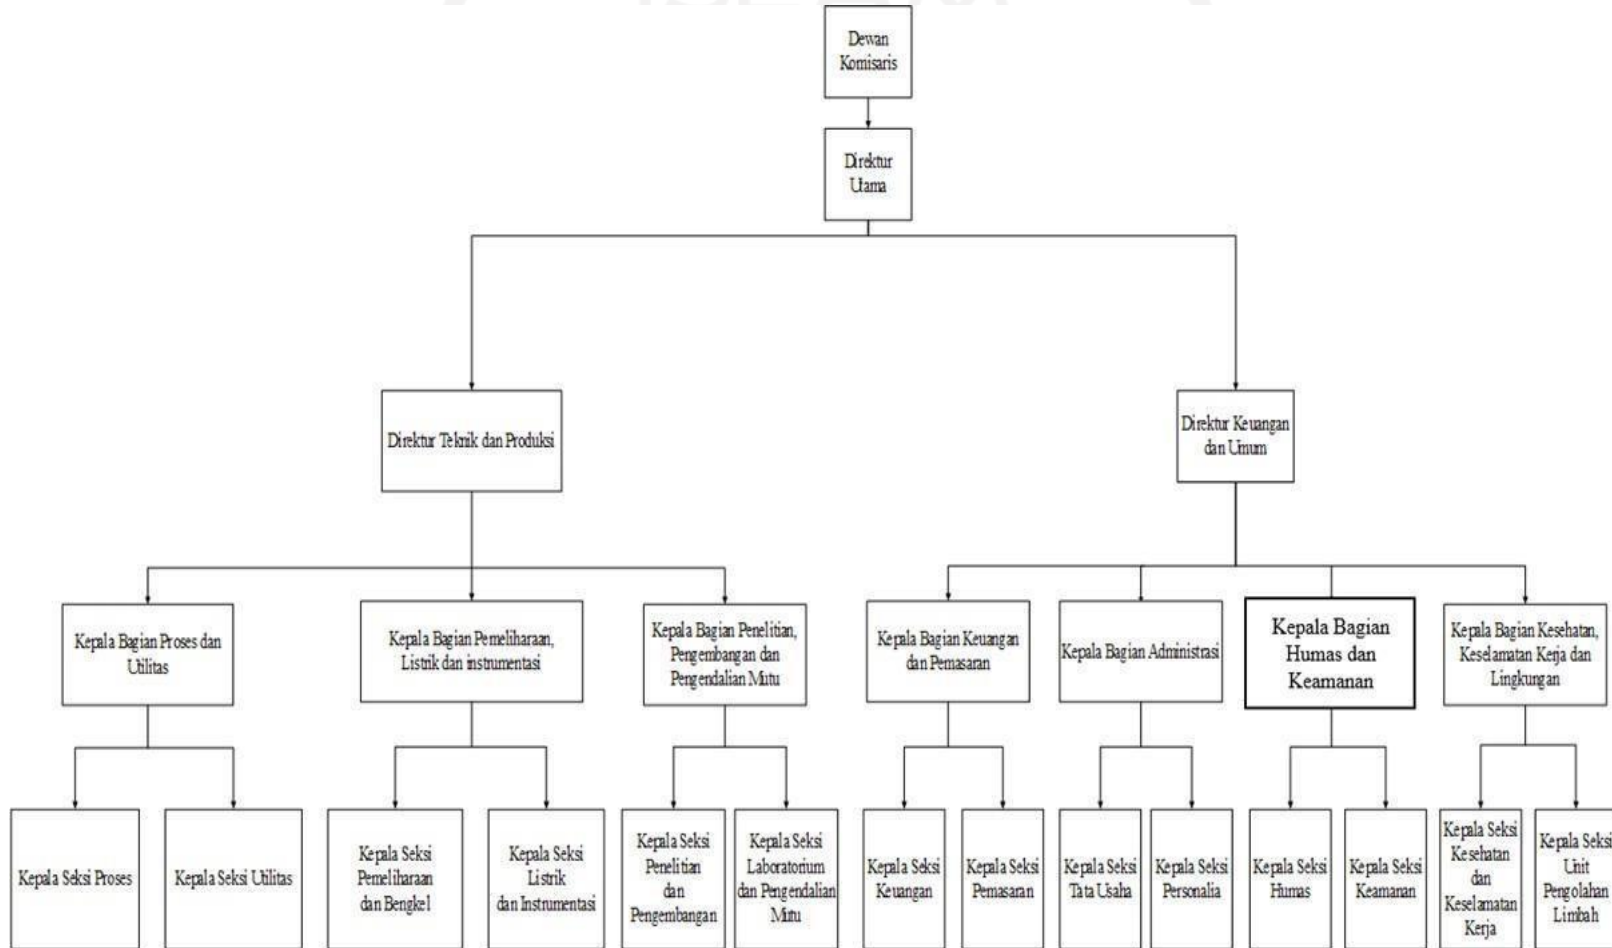 Dewan
Komisaris
Direktur
Utama
Direktur Teknik dan Produksi
Direktur Keuangan
dan Umum
Kepala Bagian Proses dan
Utilitas
Kepala Bagian Pemeliharaan,
Listrik dan instrumentasi
Kepala Bagian Penelitian,
Pengembangan dan
Pengendalian Mutu
Kepala Bagian Keuangan
dan Pemasaran
Kepala Bagian Administrasi
Kepala Bagian
Humas dan
Keamanan
Kepala Bagian Kesehatan,
Keselamatan Kerja dan
Lingkungan
Kepala Seksi Proses
Kepala Seksi Utilitas
Kepala Seksi
Pemeliharaan
dan Bengkel
Kepala Seksi
Listrik
dan Instrumentasi
Kepala Seksi
Penelitian
dan
Pengembangan
Kepala Seksi
Laboratorium
dan Pengendalian
Mutu
Kepala Seksi
Keuangan
Kepala Seksi
Pemasaran
Kepala Seksi
Tata Usaha
Kepala Seksi
Personalia
Kepala Seksi
Humas
Kepala Seksi
Keamanan
Kepala Seksi
Kesehatan
dan
Keselamatan
Kerja
Kepala Seksi
Unit
Pengolahan
Limbah